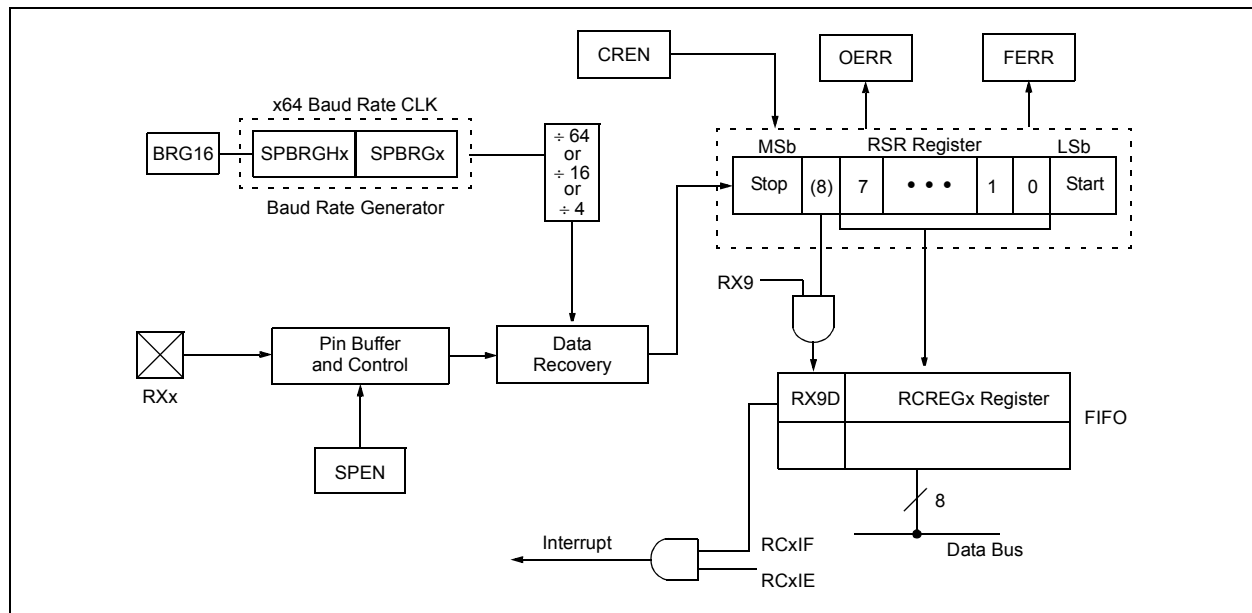 CREN
OERR
FERR
x64 Baud Rate CLK
BRG16
SPBRGHx
SPBRGx
Baud Rate Generator
÷ 64
or
÷ 16
or
÷ 4
MSb
RSR Register
LSb
Stop
(8)
7
• • •
1
0
Start
RX9
RXx
Pin Buffer
and Control
Data
Recovery
SPEN
RX9D
RCREGx Register
FIFO
8
Data Bus
Interrupt
RCxIF
RCxIE